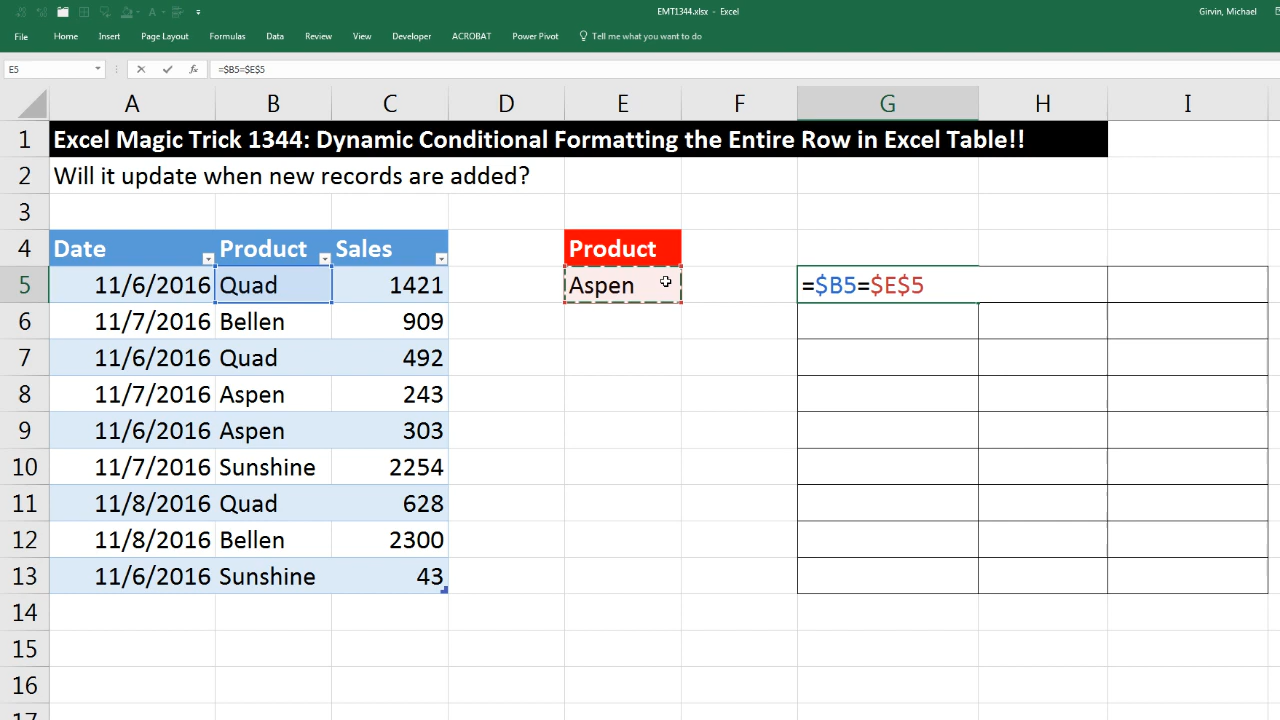 EMT1344.xlsx - Excel
Girvin, Michael
File Home Insert Page Layout Formulas Data Review View Developer ACROBAT Power Pivot Tell me what you want to do
E5 fx =$B5=$E$5
A B C D E F G H I
1 Excel Magic Trick 1344: Dynamic Conditional Formatting the Entire Row in Excel Table!!
2 Will it update when new records are added?
3
4 Date Product Sales Product
5 11/6/2016 Quad 1421 Aspen =$B5=$E$5
6 11/7/2016 Bellen 909
7 11/6/2016 Quad 492
8 11/7/2016 Aspen 243
9 11/6/2016 Aspen 303
10 11/7/2016 Sunshine 2254
11 11/8/2016 Quad 628
12 11/8/2016 Bellen 2300
13 11/6/2016 Sunshine 43
14
15
16
17